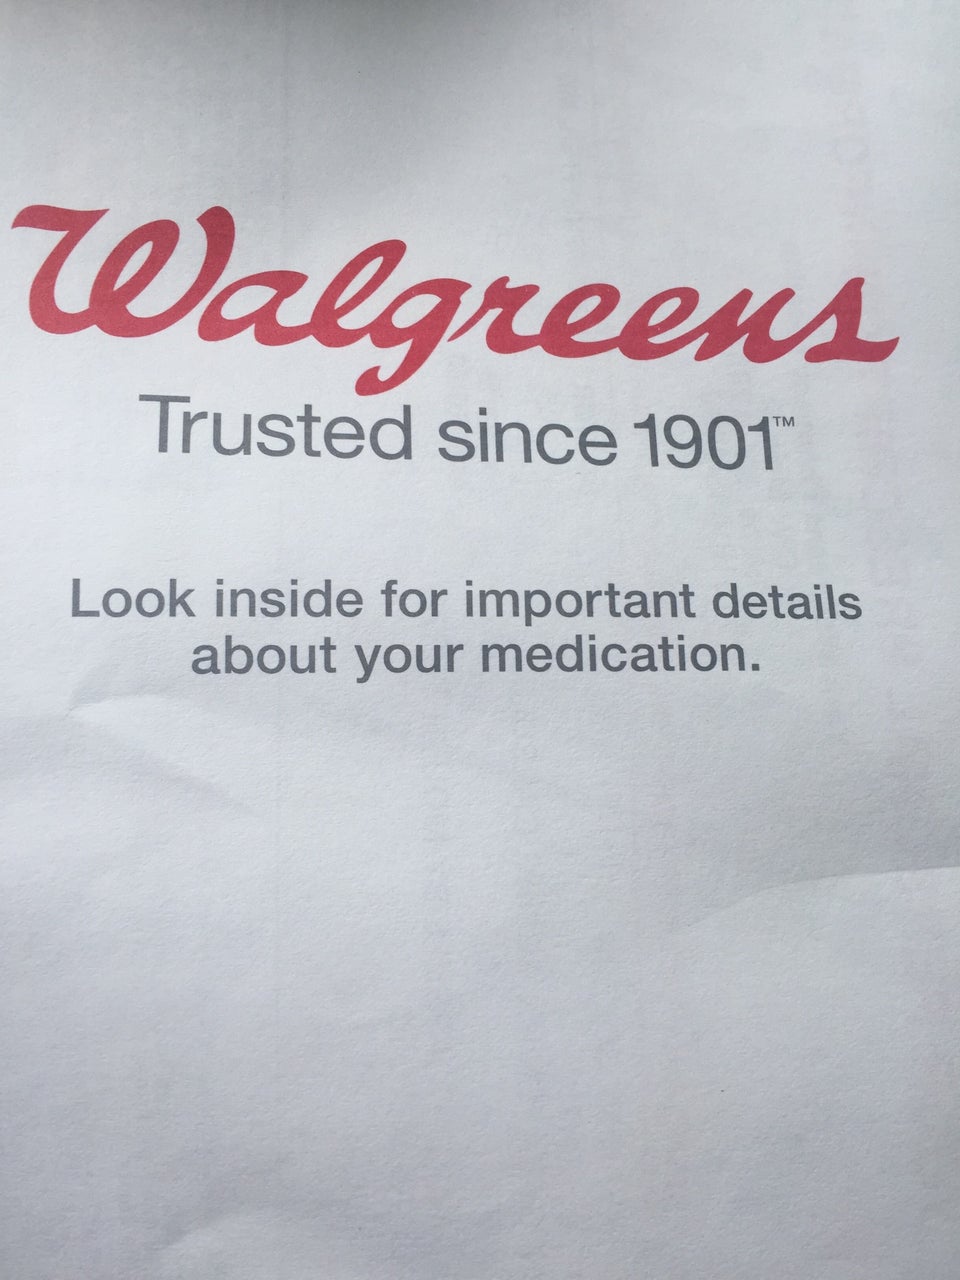 Walgreens
Trusted since 1901™
Look inside for important details
about your medication.